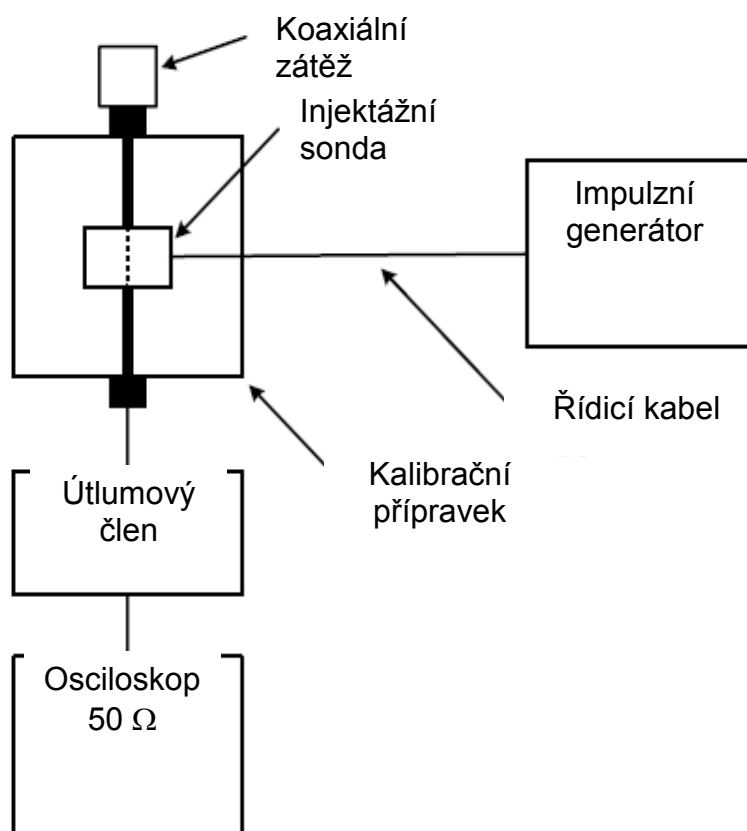 Koaxiální
zátěž
Injektážní
sonda
Impulzní
generátor
Řídicí kabel
Kalibrační
přípravek
Útlumový
člen
Osciloskop
50 Ω